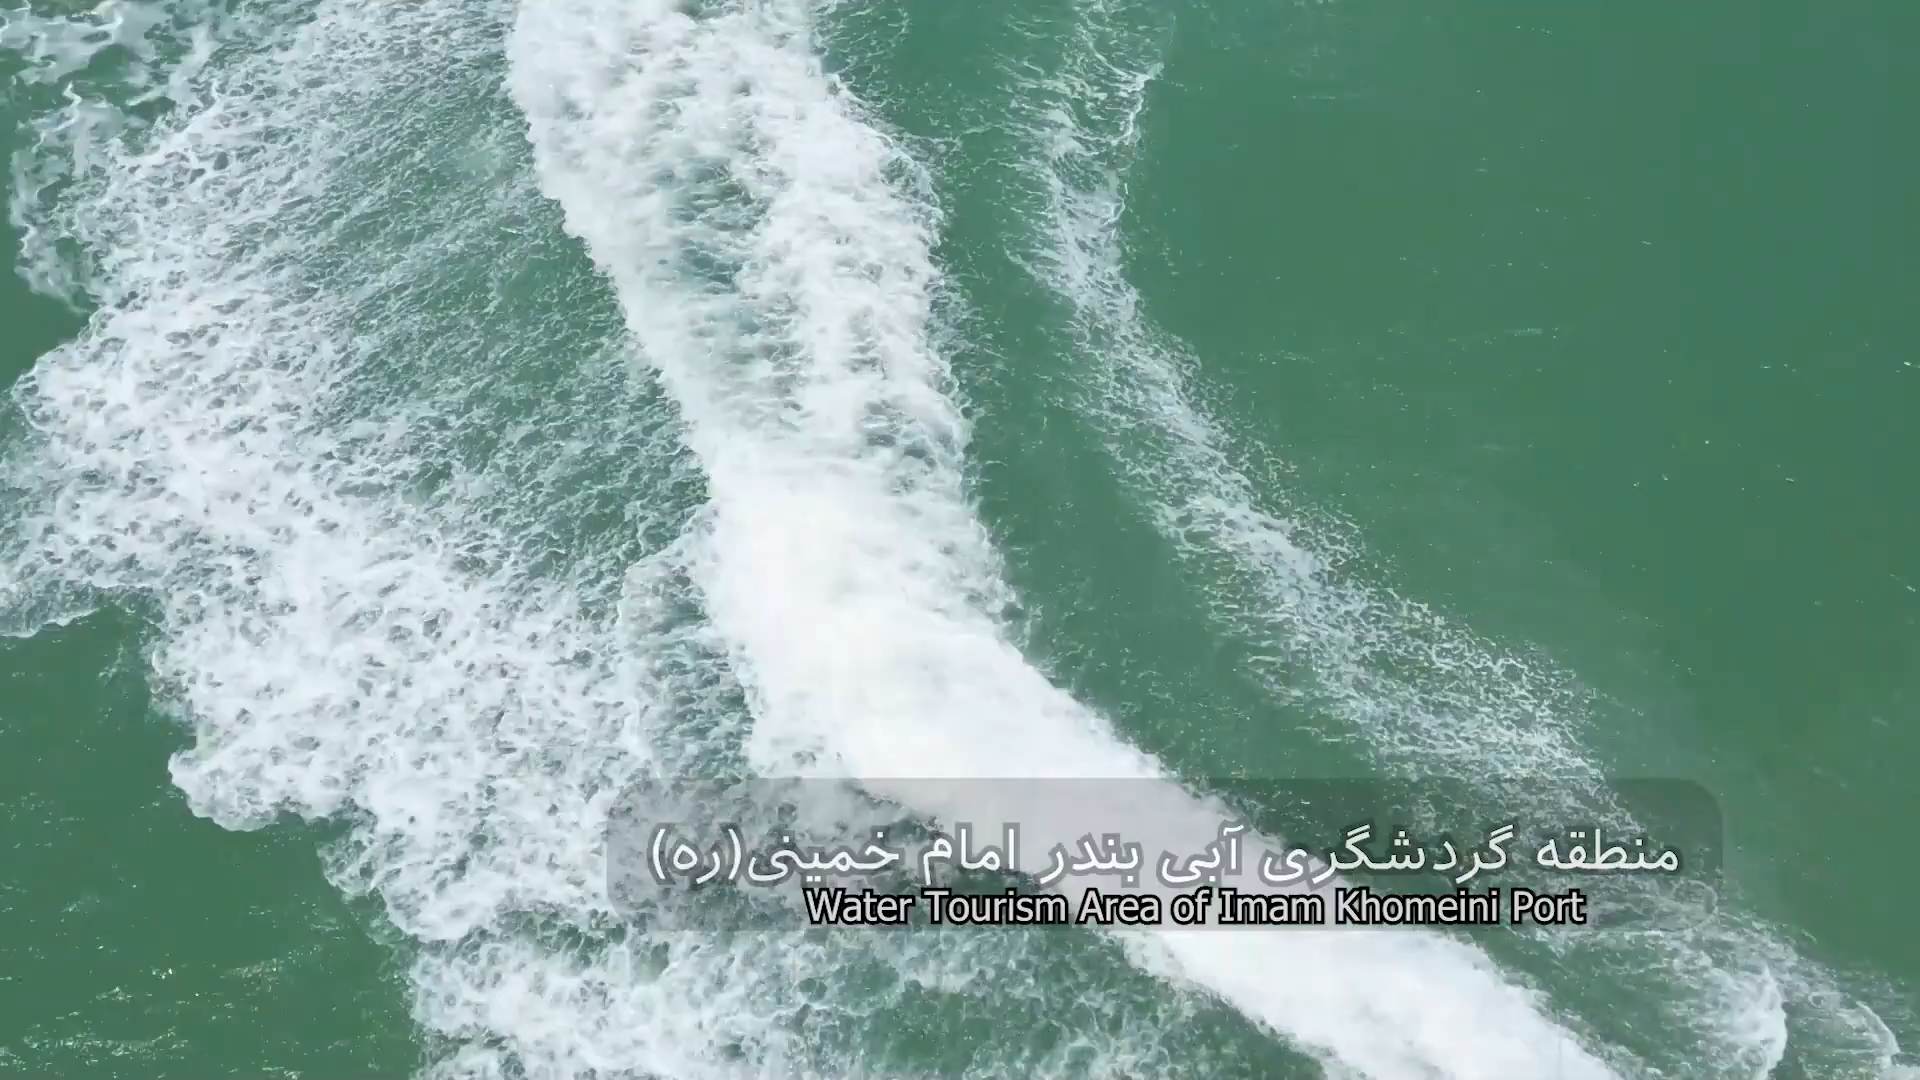 منطقه گردشگری آبی بندر امام خمینی(ره)
Water Tourism Area of Imam Khomeini Port